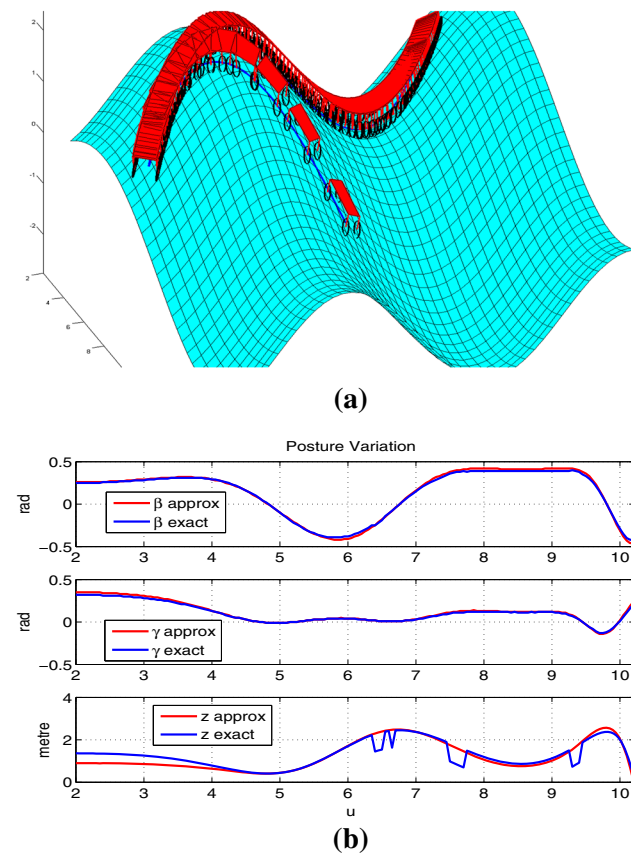 2
1
0
-1
-2
2
4
6
8
(a)
Posture Variation
0.5
0
−0.5
rad
β approx
β exact
2 3 4 5 6 7 8 9 10
0.5
0
−0.5
rad
γ approx
γ exact
2 3 4 5 6 7 8 9 10
4
2
0
metre
z approx
z exact
2 3 4 5 6 7 8 9 10
u
(b)